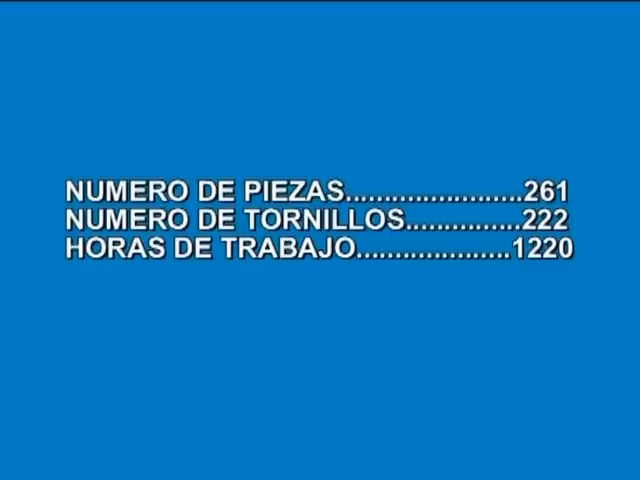 NUMERO DE PIEZAS.......................261
NUMERO DE TORNILLOS...............222
HORAS DE TRABAJO....................1220